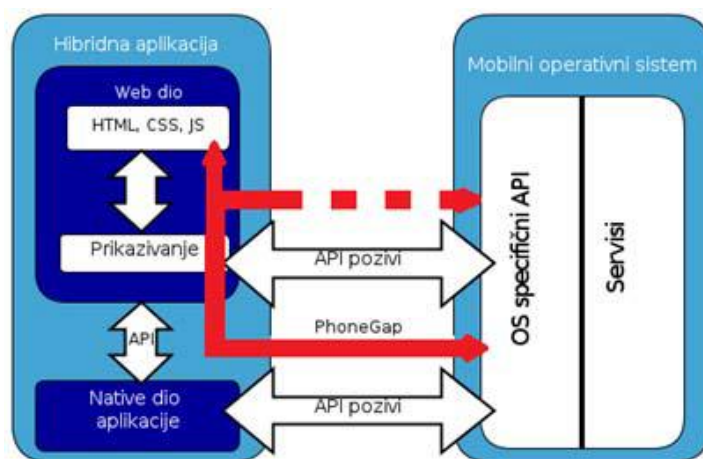 Hibridna aplikacija
Web dio
HTML, CSS, JS
Prikazivanje
API
Native dio
aplikacije
API pozivi
PhoneGap
API pozivi
Mobilni operativni sistem
OS specifični API
Servisi